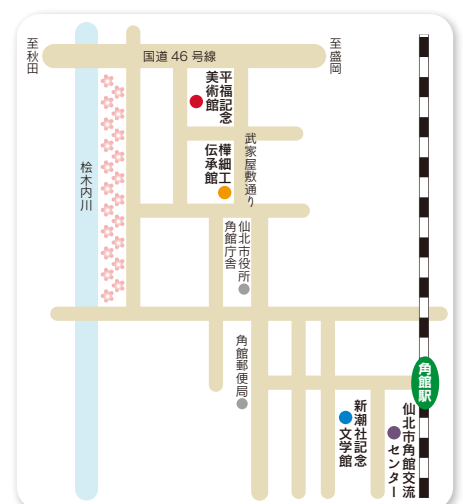 至秋田
国道 46 号線
至盛岡
平福記念
美術館
武家屋敷通り
樺細工
伝承館
桧木内川
仙北市役所
角館庁舎
角館郵便局
角館駅
新潮社記念
文学館
仙北市角館交流
センター